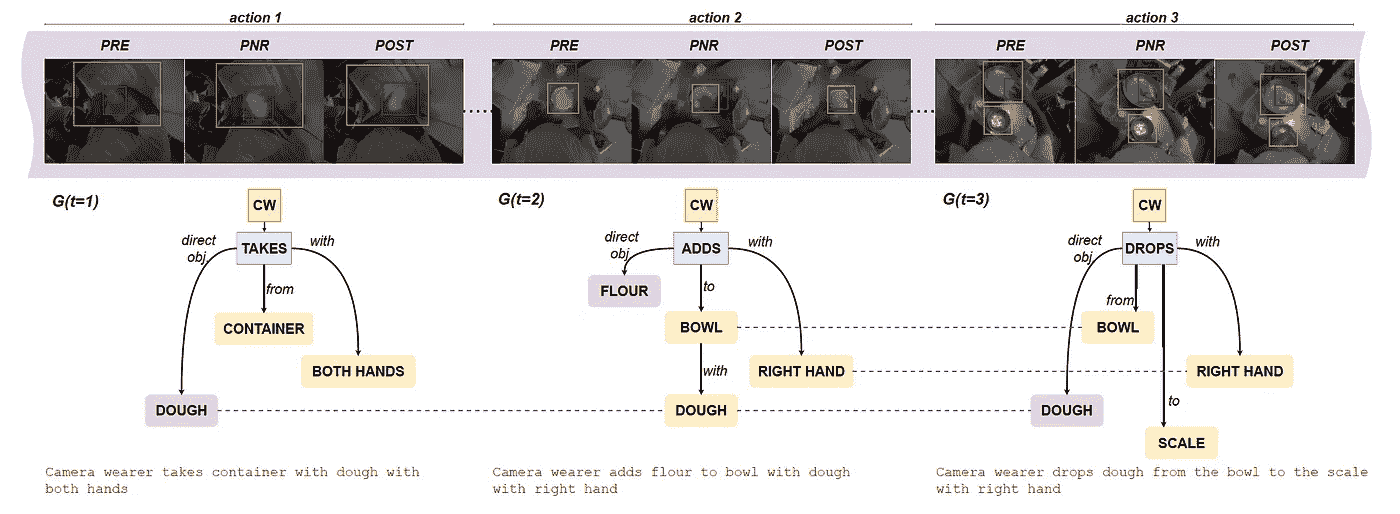 action 1
action 2
action 3
PRE
PNR
POST
PRE
PNR
POST
PRE
PNR
POST
G(t=1)
CW
TAKES
direct
obj.
with
from
CONTAINER
BOTH HANDS
DOUGH
G(t=2)
CW
ADDS
direct
obj.
FLOUR
to
BOWL
with
RIGHT HAND
with
DOUGH
G(t=3)
CW
DROPS
direct
obj.
with
from
BOWL
RIGHT HAND
DOUGH
to
SCALE
Camera wearer takes container with dough with
both hands
Camera wearer adds flour to bowl with dough
with right hand
Camera wearer drops dough from the bowl to the scale
with right hand